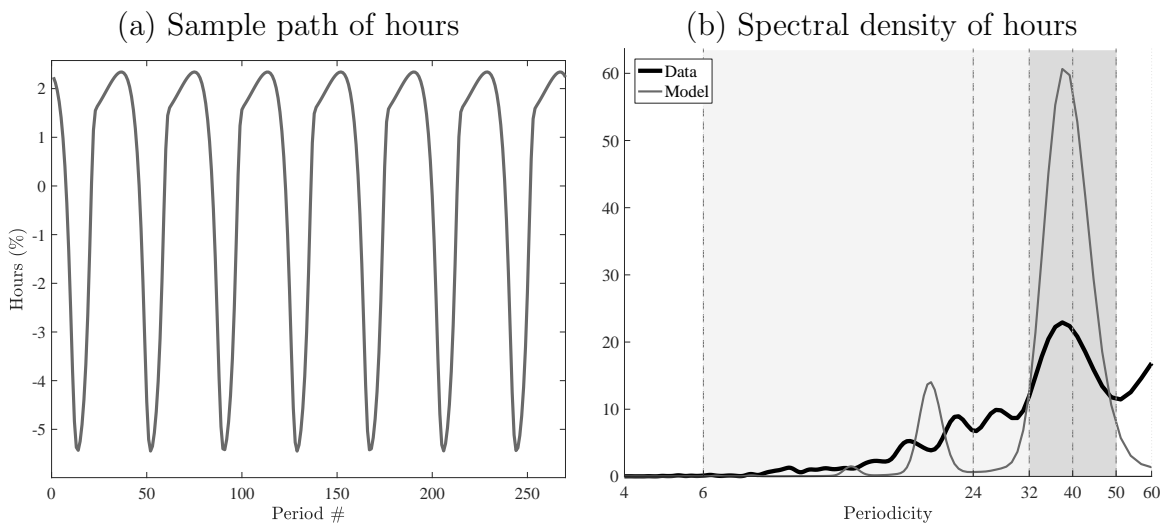 (a) Sample path of hours
2
1
0
-1
-2
-3
-4
-5
Hours (%)
0 50 100 150 200 250
Period #
(b) Spectral density of hours
Data
Model
60
50
40
30
20
10
0
4 6 24 32 40 50 60
Periodicity